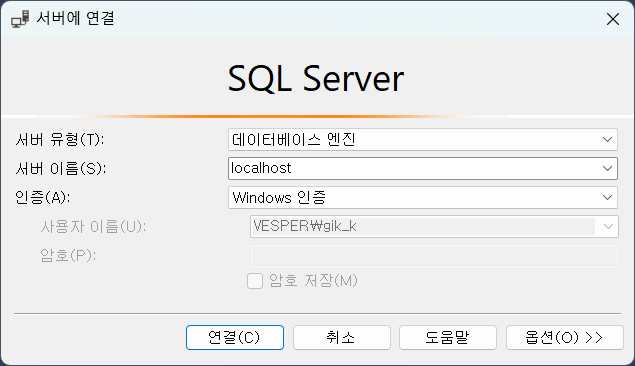 서버에 연결
SQL Server
서버 유형(T): 데이터베이스 엔진
서버 이름(S): localhost
인증(A): Windows 인증
사용자 이름(U): VESPER₩gik_k
암호(P):
암호 저장(M)
연결(C) 취소 도움말 옵션(O) >>